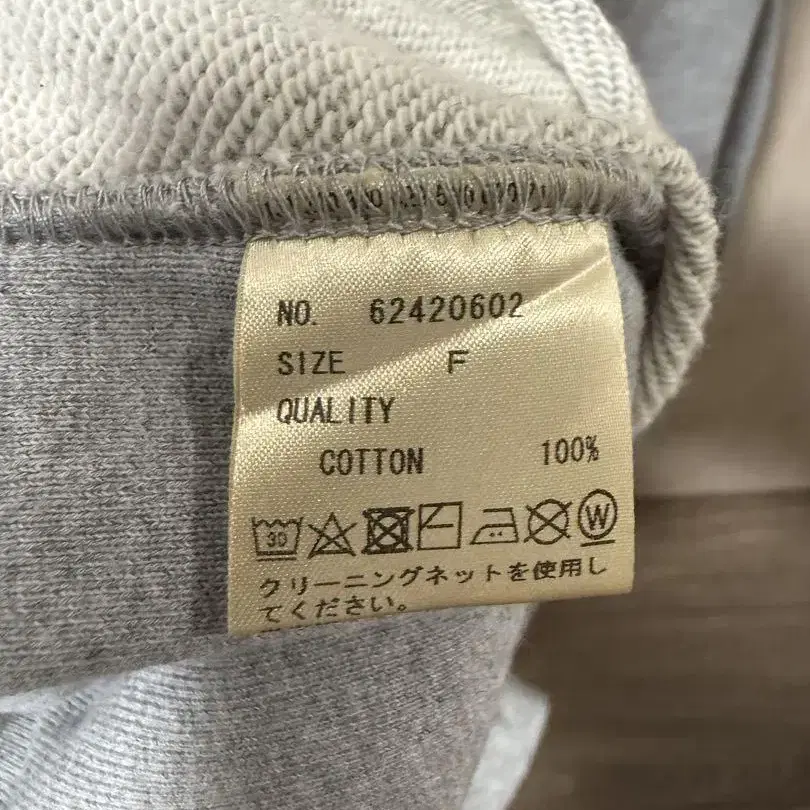 NO. 62420602
SIZE F
QUALITY
COTTON 100%
30 W
クリーニングネットを使用し
てください。